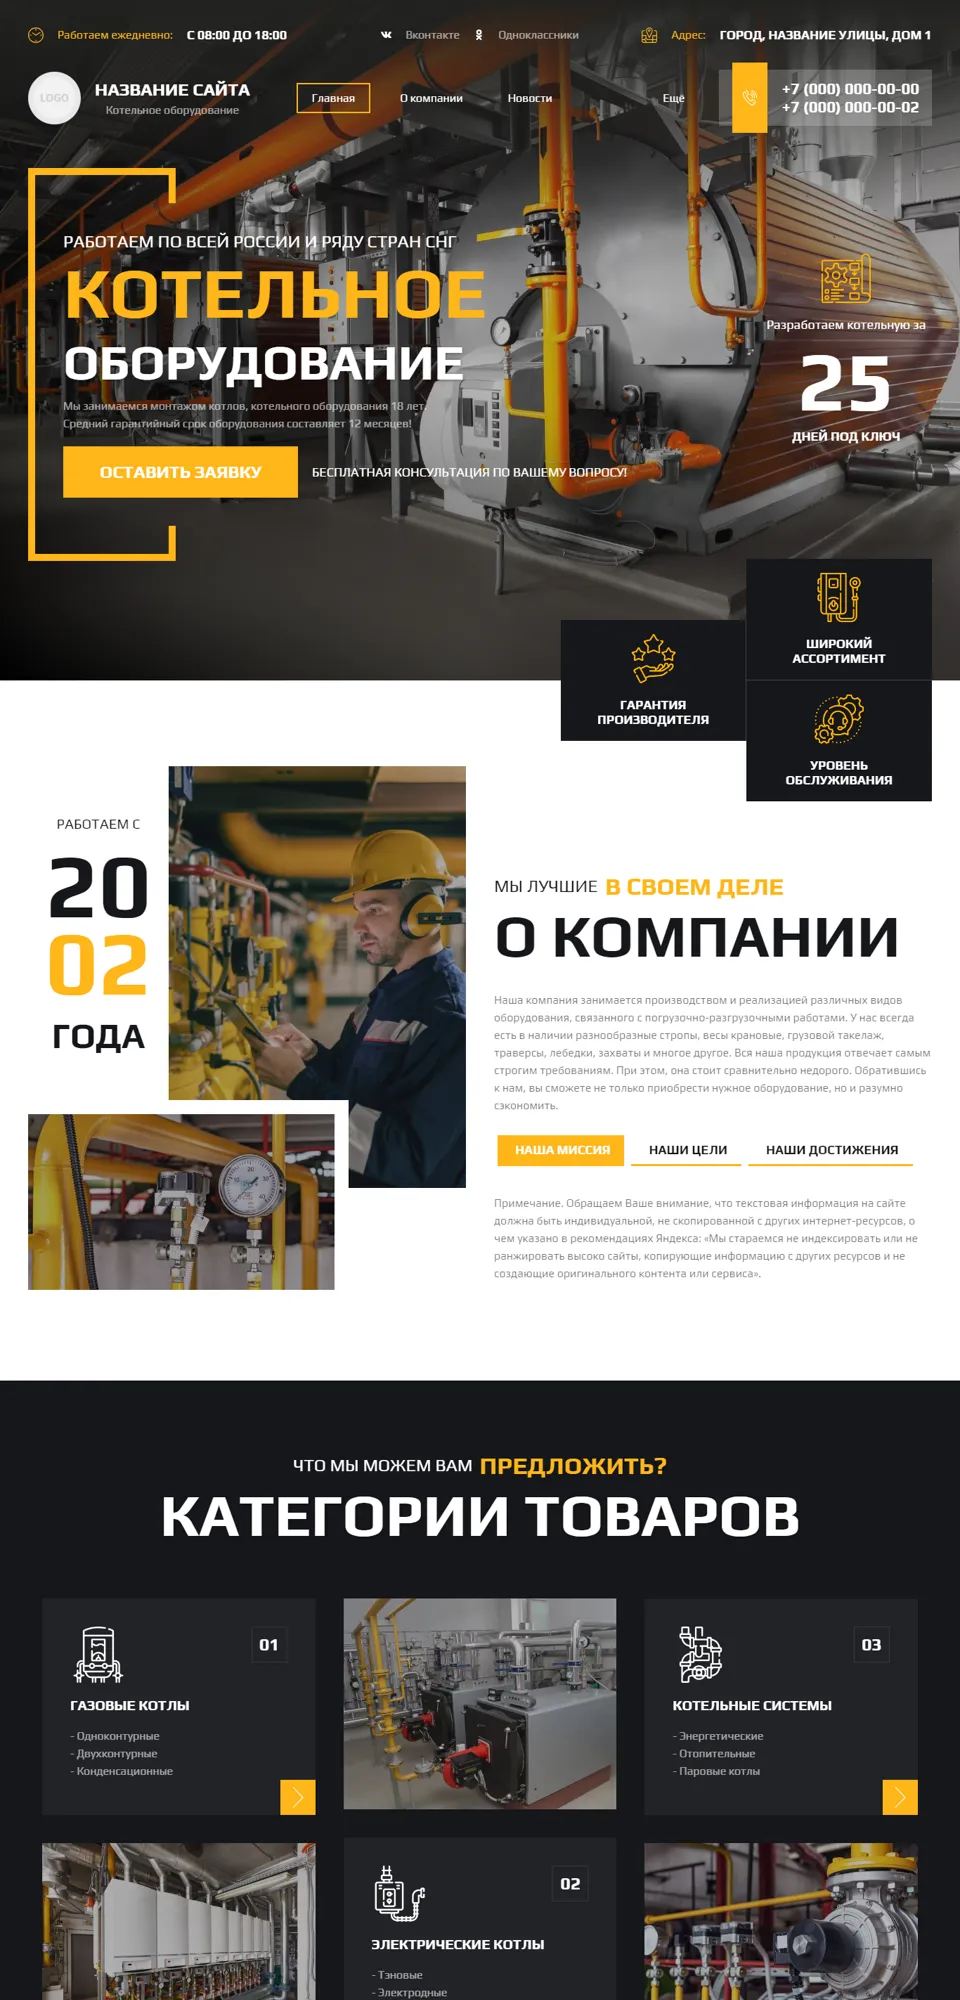 Работаем ежедневно: С 08:00 ДО 18:00
Вконтакте Одноклассники
Адрес: ГОРОД, НАЗВАНИЕ УЛИЦЫ, ДОМ 1
LOGO
НАЗВАНИЕ САЙТА
Котельное оборудование
Главная О компании Новости Ещё
+7 (000) 000-00-00
+7 (000) 000-00-02
РАБОТАЕМ ПО ВСЕЙ РОССИИ И РЯДУ СТРАН СНГ
КОТЕЛЬНОЕ
ОБОРУДОВАНИЕ
Мы занимаемся монтажом котлов, котельного оборудования 18 лет.
Средний гарантийный срок оборудования составляет 12 месяцев!
ОСТАВИТЬ ЗАЯВКУ
БЕСПЛАТНАЯ КОНСУЛЬТАЦИЯ ПО ВАШЕМУ ВОПРОСУ!
Разработаем котельную за
25
ДНЕЙ ПОД КЛЮЧ
ШИРОКИЙ
АССОРТИМЕНТ
ГАРАНТИЯ
ПРОИЗВОДИТЕЛЯ
УРОВЕНЬ
ОБСЛУЖИВАНИЯ
РАБОТАЕМ С
20
02
ГОДА
МЫ ЛУЧШИЕ В СВОЕМ ДЕЛЕ
О КОМПАНИИ
Наша компания занимается производством и реализацией различных видов
оборудования, связанного с погрузочно-разгрузочными работами. У нас всегда
есть в наличии разнообразные стропы, весы крановые, грузовой такелаж,
траверсы, лебедки, захваты и многое другое. Вся наша продукция отвечает самым
строгим требованиям. При этом, она стоит сравнительно недорого. Обратившись
к нам, вы сможете не только приобрести нужное оборудование, но и разумно
сэкономить.
НАША МИССИЯ НАШИ ЦЕЛИ НАШИ ДОСТИЖЕНИЯ
Примечание. Обращаем Ваше внимание, что текстовая информация на сайте
должна быть индивидуальной, не скопированной с других интернет-ресурсов, о
чем указано в рекомендациях Яндекса: «Мы стараемся не индексировать или не
ранжировать высоко сайты, копирующие информацию с других ресурсов и не
создающие оригинального контента или сервиса».
ЧТО МЫ МОЖЕМ ВАМ ПРЕДЛОЖИТЬ?
КАТЕГОРИИ ТОВАРОВ
01
ГАЗОВЫЕ КОТЛЫ
- Одноконтурные
- Двухконтурные
- Конденсационные
03
КОТЕЛЬНЫЕ СИСТЕМЫ
- Энергетические
- Отопительные
- Паровые котлы
02
ЭЛЕКТРИЧЕСКИЕ КОТЛЫ
- Тэновые
- Электродные